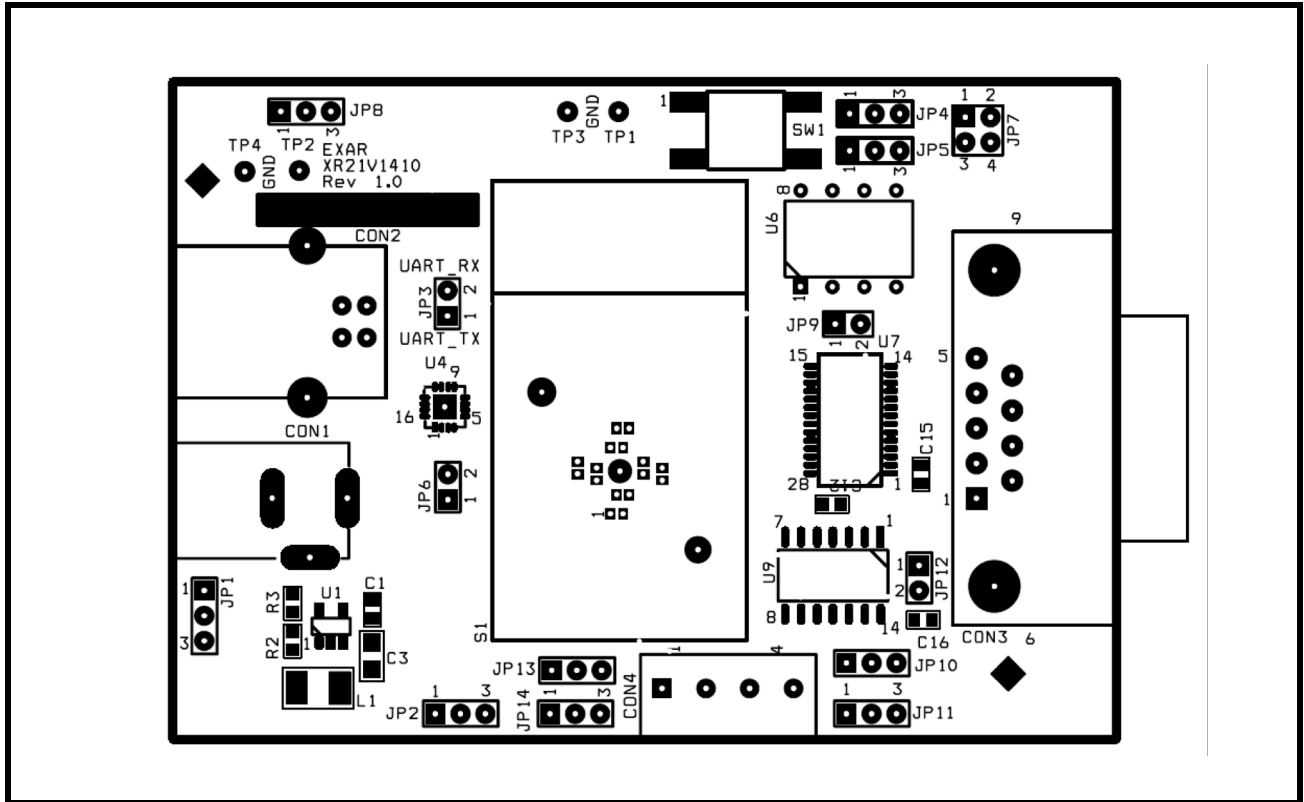 JP8
1 3
TP4
GND
TP2
EXAR
XR21V1410
Rev 1.0
TP3
GND
TP1
1
SW1
1 3
JP4
JP5
1 3
1 2
JP7
3 4
CON2
UART_RX
JP3
2
1
UART_TX
U4
9
16
5
1
CON1
JP6
2
1
8
U6
1
JP9
1 2
U7
15
14
28
1
C12
C15
9
5
1
CON3
6
7
1
U9
8
14
1
2
JP12
C16
1
3
JP1
R3
R2
U1
1
C1
C3
L1
S1
1
JP13
1 3
JP2
1 3
JP14
1 4
CON4
JP10
1 3
JP11